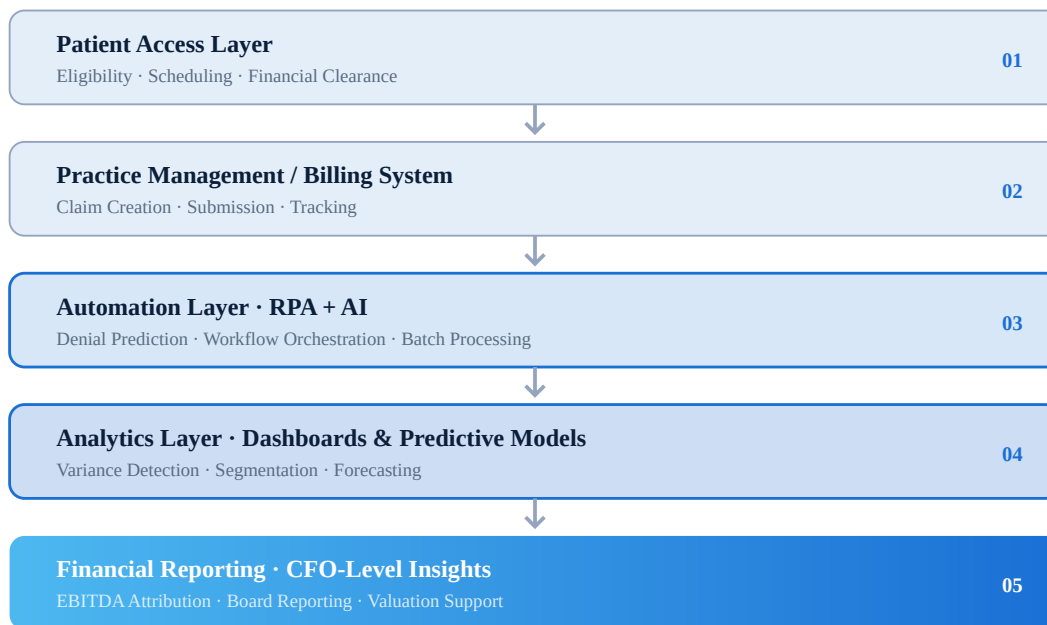 Patient Access Layer
Eligibility · Scheduling · Financial Clearance
01
Practice Management / Billing System
Claim Creation · Submission · Tracking
02
Automation Layer · RPA + AI
Denial Prediction · Workflow Orchestration · Batch Processing
03
Analytics Layer · Dashboards & Predictive Models
Variance Detection · Segmentation · Forecasting
04
Financial Reporting · CFO-Level Insights
EBITDA Attribution · Board Reporting · Valuation Support
05